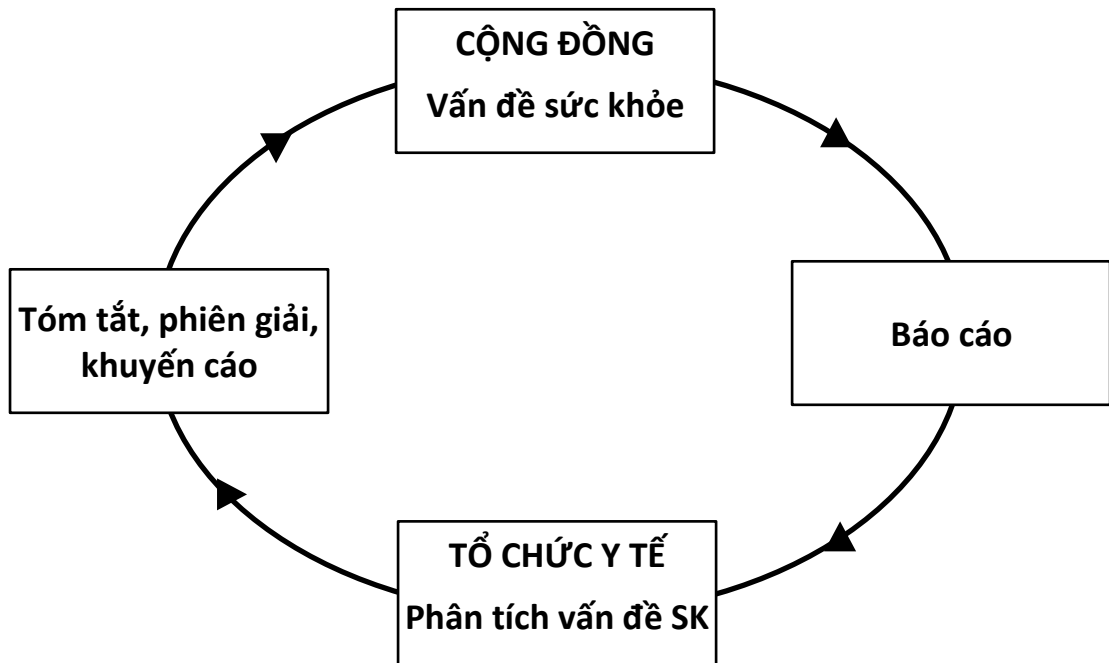 CỘNG ĐỒNG
Vấn đề sức khỏe
Tóm tắt, phiên giải,
khuyến cáo
Báo cáo
TỔ CHỨC Y TẾ
Phân tích vấn đề SK